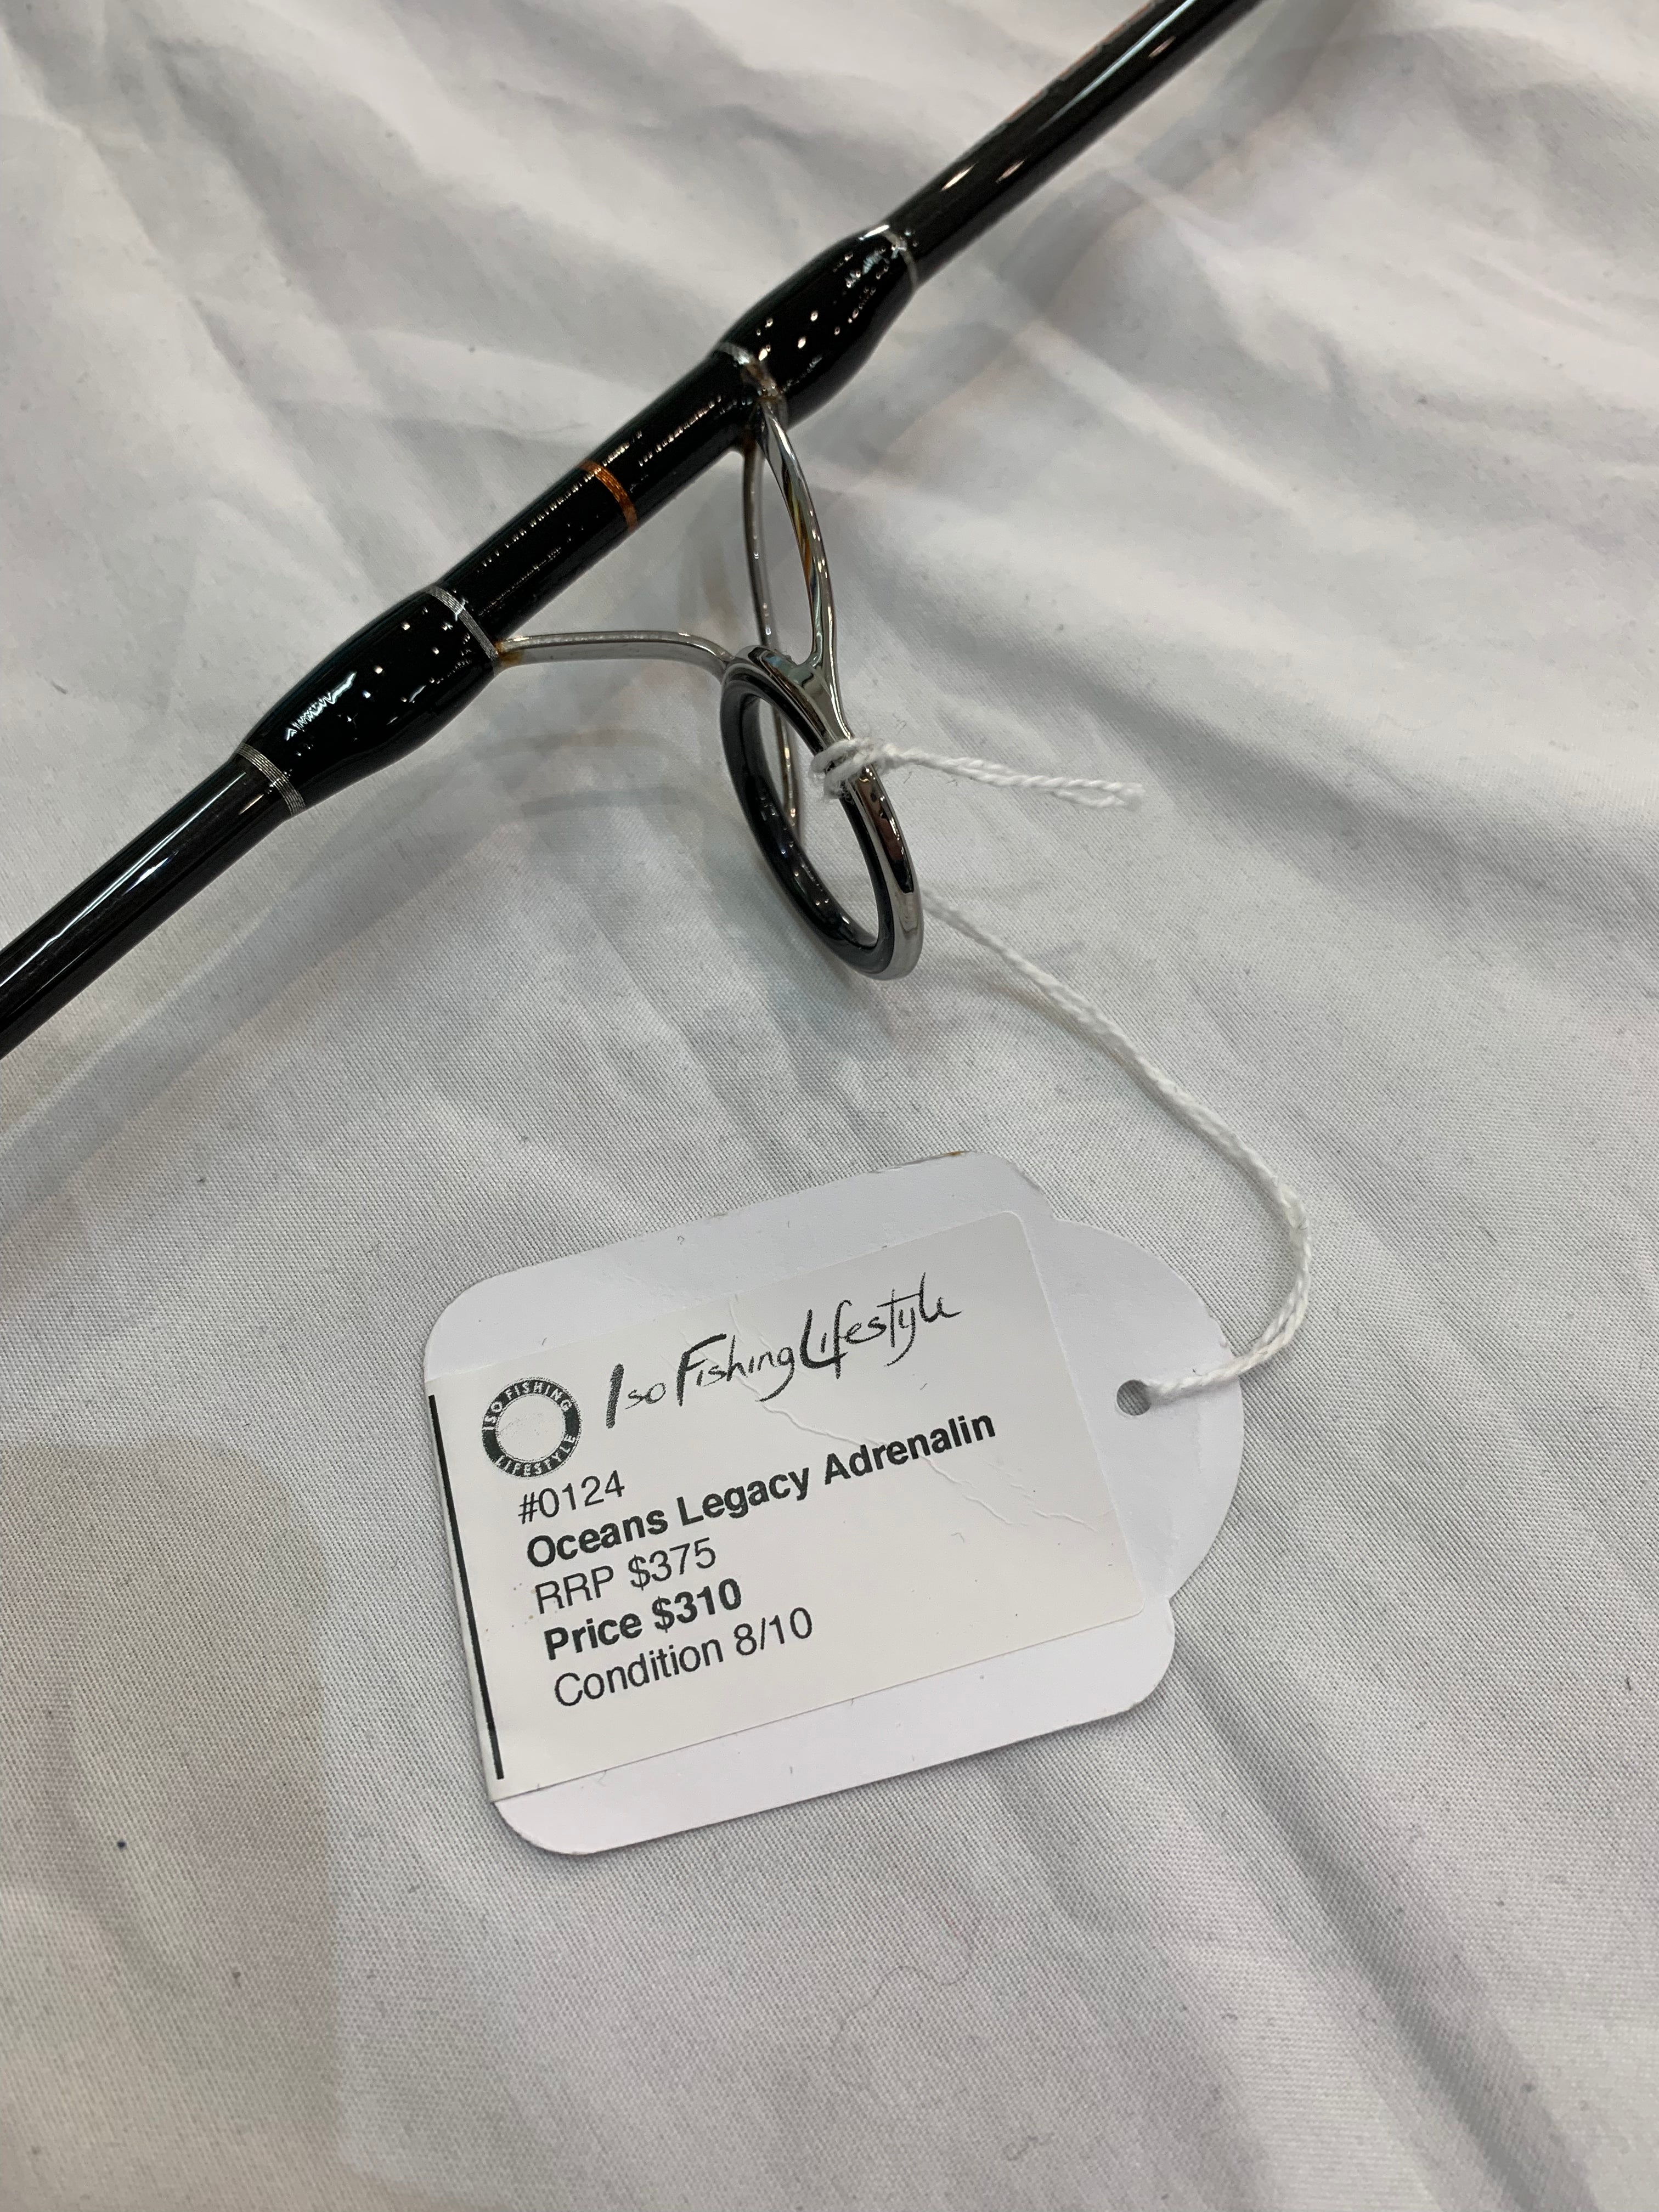 ISO FISHING
LIFESTYLE
Iso Fishing Lifestyle
#0124
Oceans Legacy Adrenalin
RRP $375
Price $310
Condition 8/10